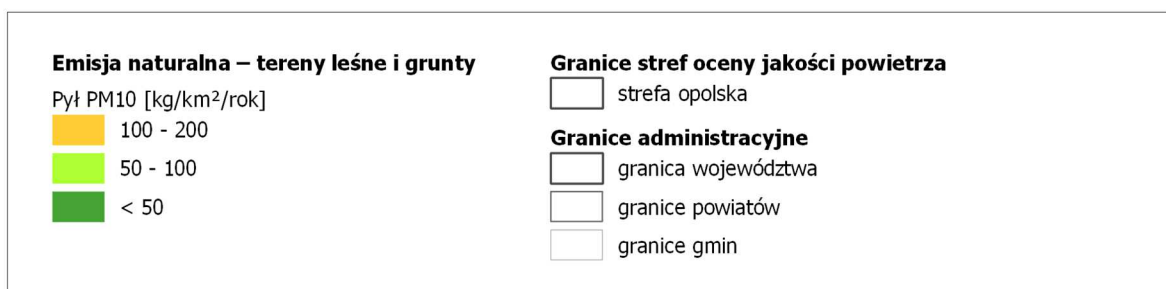 Emisja naturalna – tereny leśne i grunty
Pył PM10 [kg/km²/rok]
100 - 200
50 - 100
< 50
Granice stref oceny jakości powietrza
strefa opolska
Granice administracyjne
granica województwa
granice powiatów
granice gmin